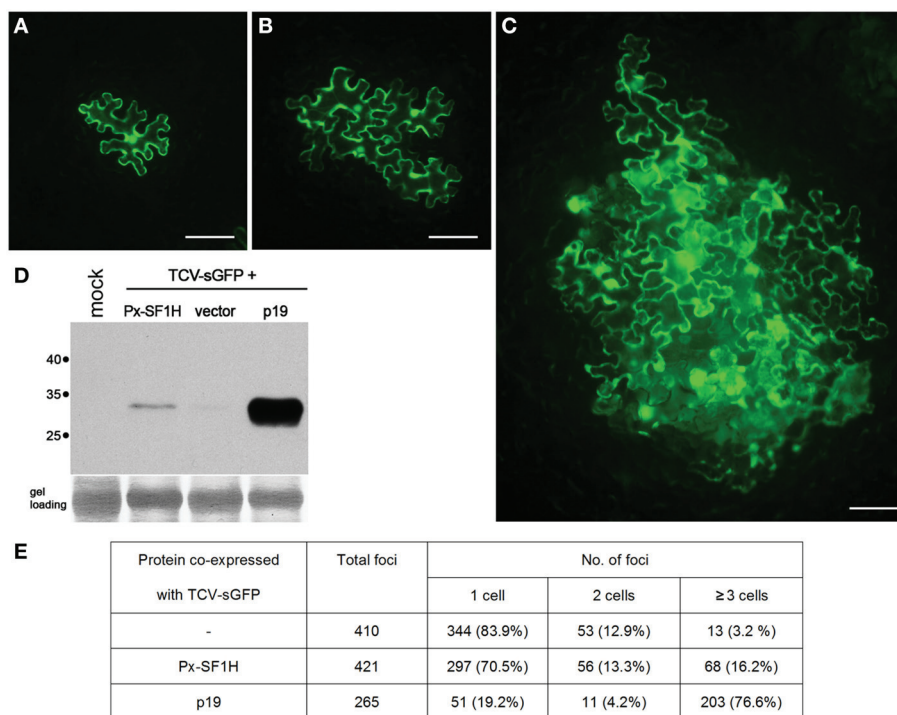 A
B
C
D
TCV-sGFP +
mock
Px-SF1H vector p19
40
35
25
gel
loading
E
Protein co-expressed with TCV-sGFP Total foci No. of foci
1 cell 2 cells ≥ 3 cells
- 410 344 (83.9%) 53 (12.9%) 13 (3.2 %)
Px-SF1H 421 297 (70.5%) 56 (13.3%) 68 (16.2%)
p19 265 51 (19.2%) 11 (4.2%) 203 (76.6%)